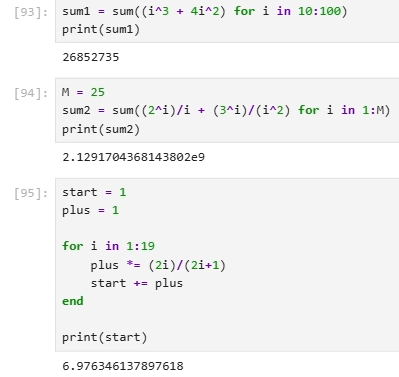 [93]: sum1 = sum((i^3 + 4i^2) for i in 10:100)
print(sum1)
26852735
[94]: M = 25
sum2 = sum((2^i)/i + (3^i)/(i^2) for i in 1:M)
print(sum2)
2.1291704368143802e9
[95]: start = 1
plus = 1
for i in 1:19
plus *= (2i)/(2i+1)
start += plus
end
print(start)
6.976346137897618